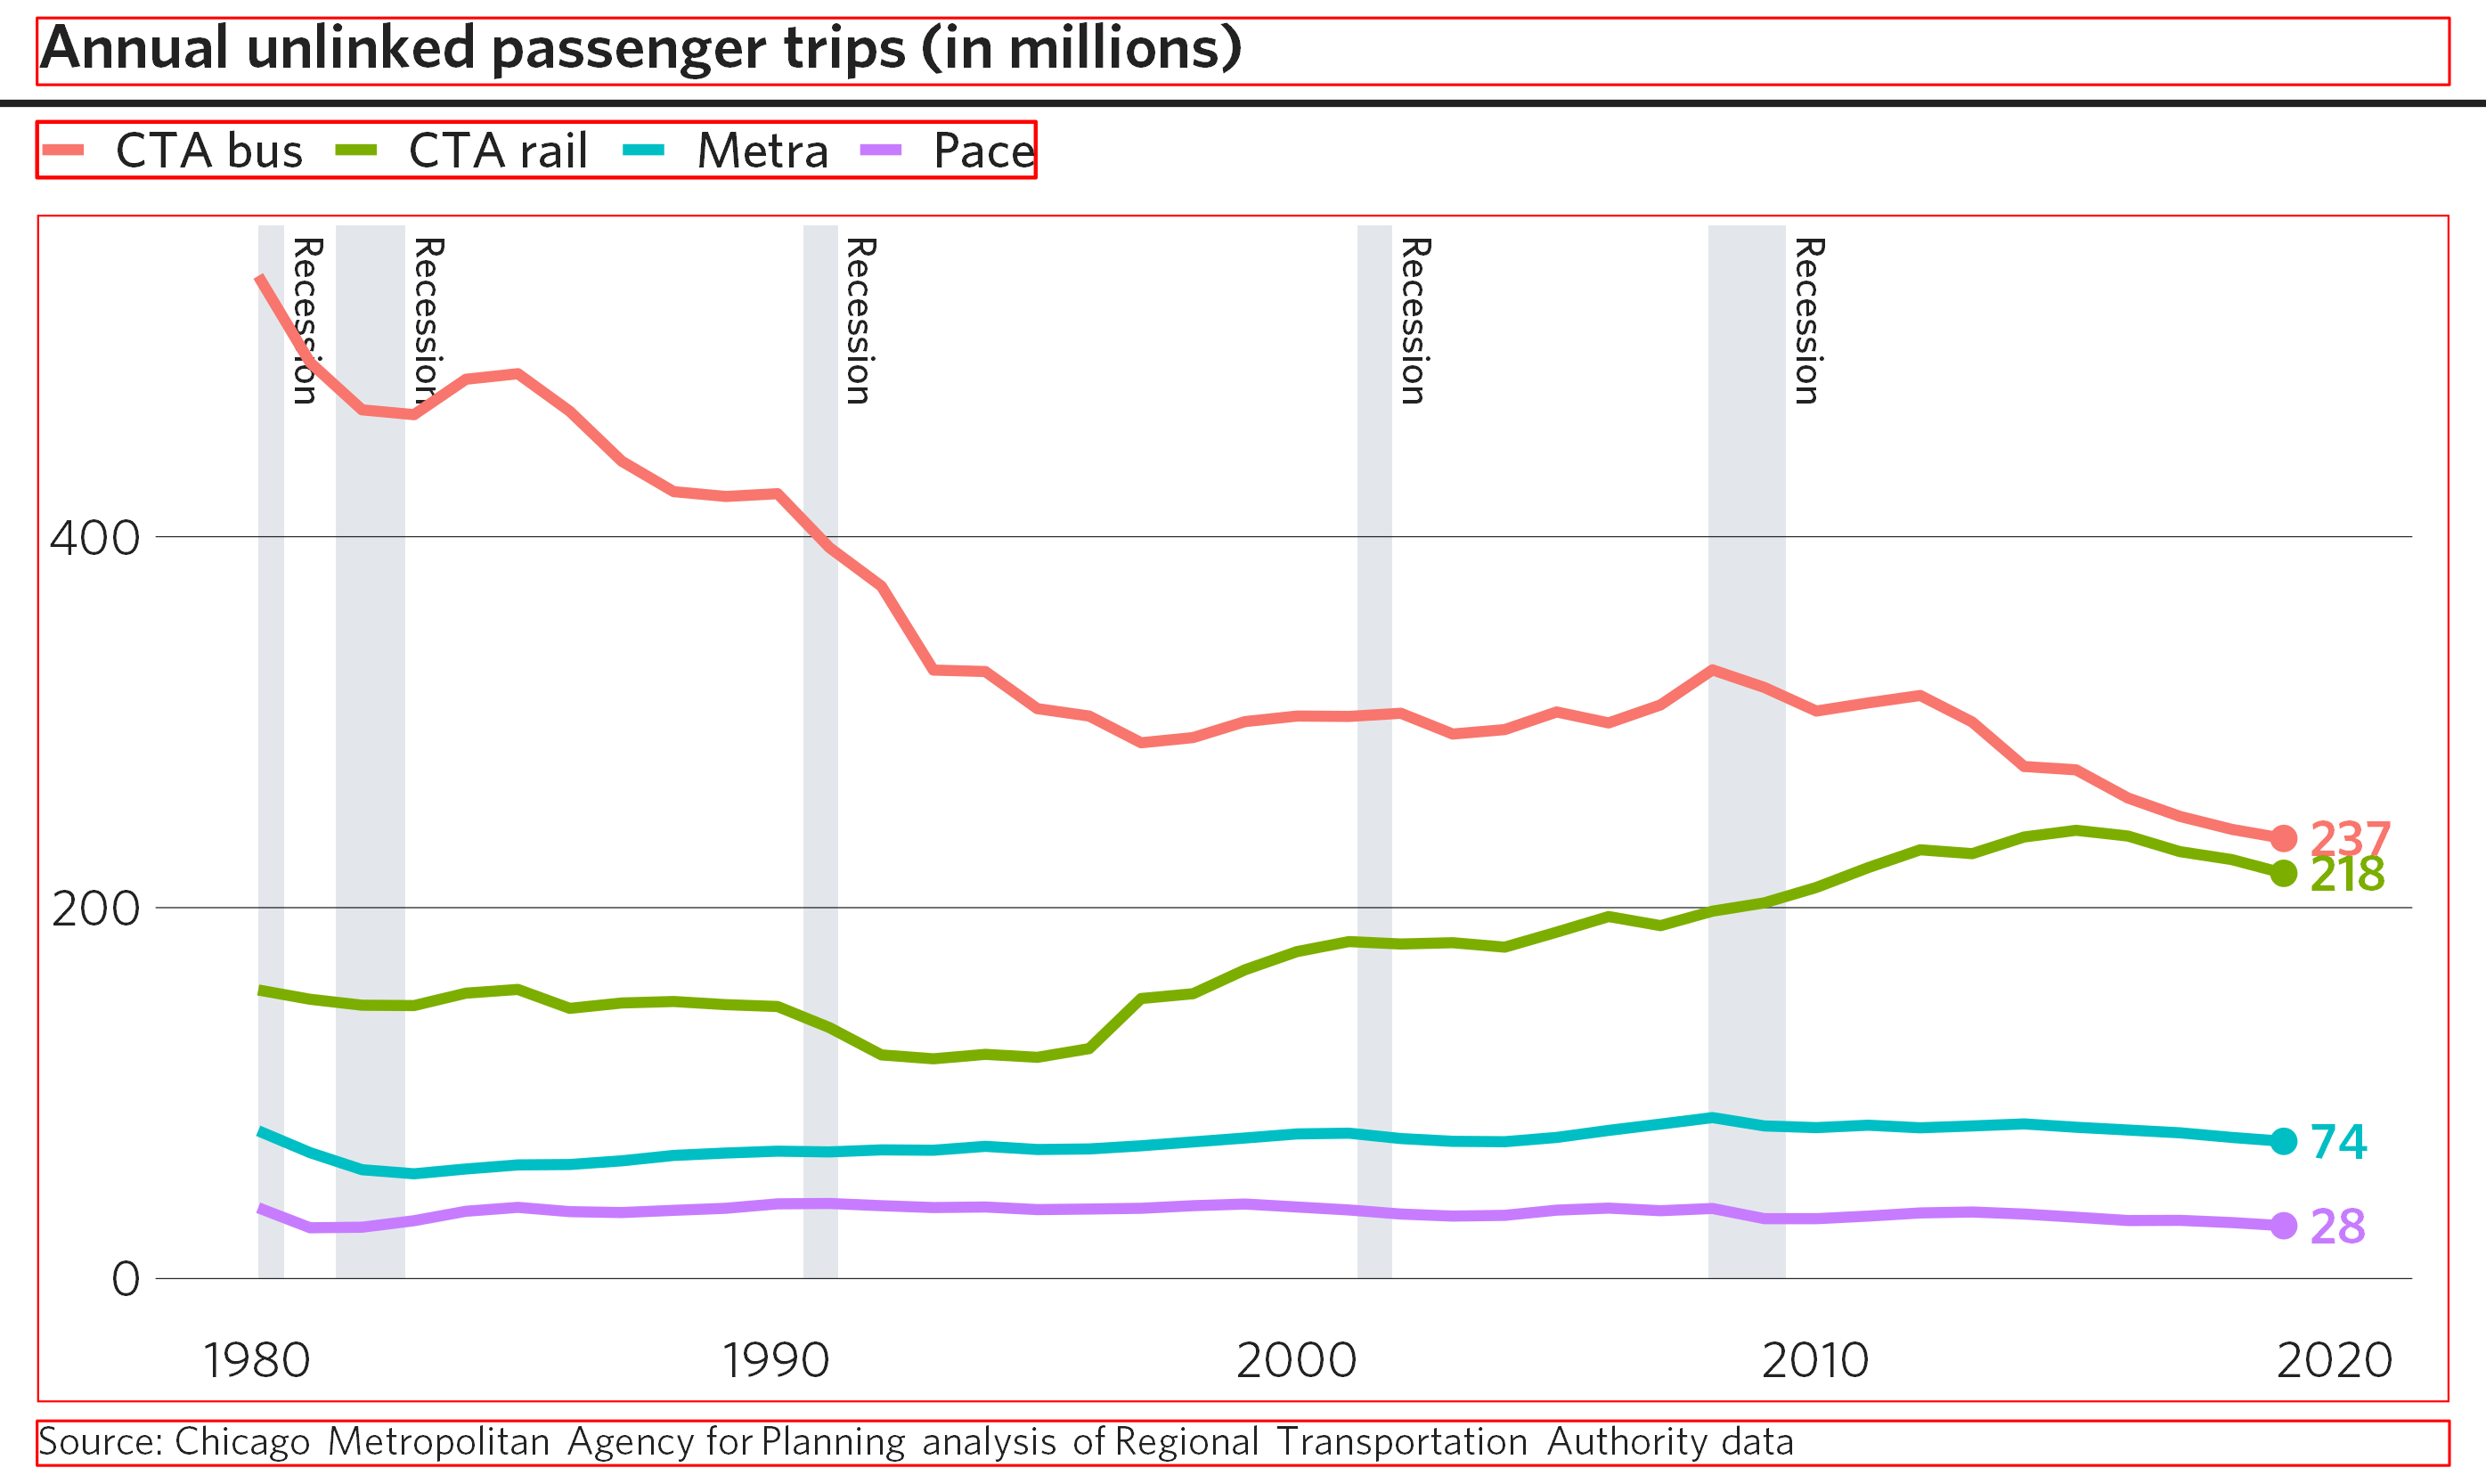 Annual unlinked passenger trips (in millions)
CTA bus CTA rail Metra Pace
Recession Recession Recession Recession Recession
400
200
0
237
218
74
28
1980 1990 2000 2010 2020
Source: Chicago Metropolitan Agency for Planning analysis of Regional Transportation Authority data